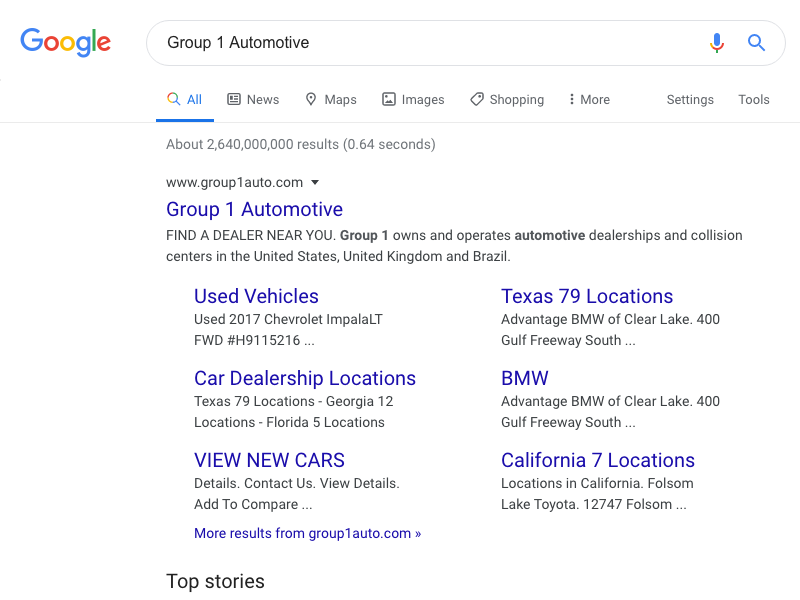 Google
Group 1 Automotive
All News Maps Images Shopping More Settings Tools
About 2,640,000,000 results (0.64 seconds)
www.group1auto.com
Group 1 Automotive
FIND A DEALER NEAR YOU. Group 1 owns and operates automotive dealerships and collision
centers in the United States, United Kingdom and Brazil.
Used Vehicles
Used 2017 Chevrolet ImpalaLT
FWD #H9115216 ...
Texas 79 Locations
Advantage BMW of Clear Lake. 400
Gulf Freeway South ...
Car Dealership Locations
Texas 79 Locations - Georgia 12
Locations - Florida 5 Locations
BMW
Advantage BMW of Clear Lake. 400
Gulf Freeway South ...
VIEW NEW CARS
Details. Contact Us. View Details.
Add To Compare ...
California 7 Locations
Locations in California. Folsom
Lake Toyota. 12747 Folsom ...
More results from group1auto.com »
Top stories